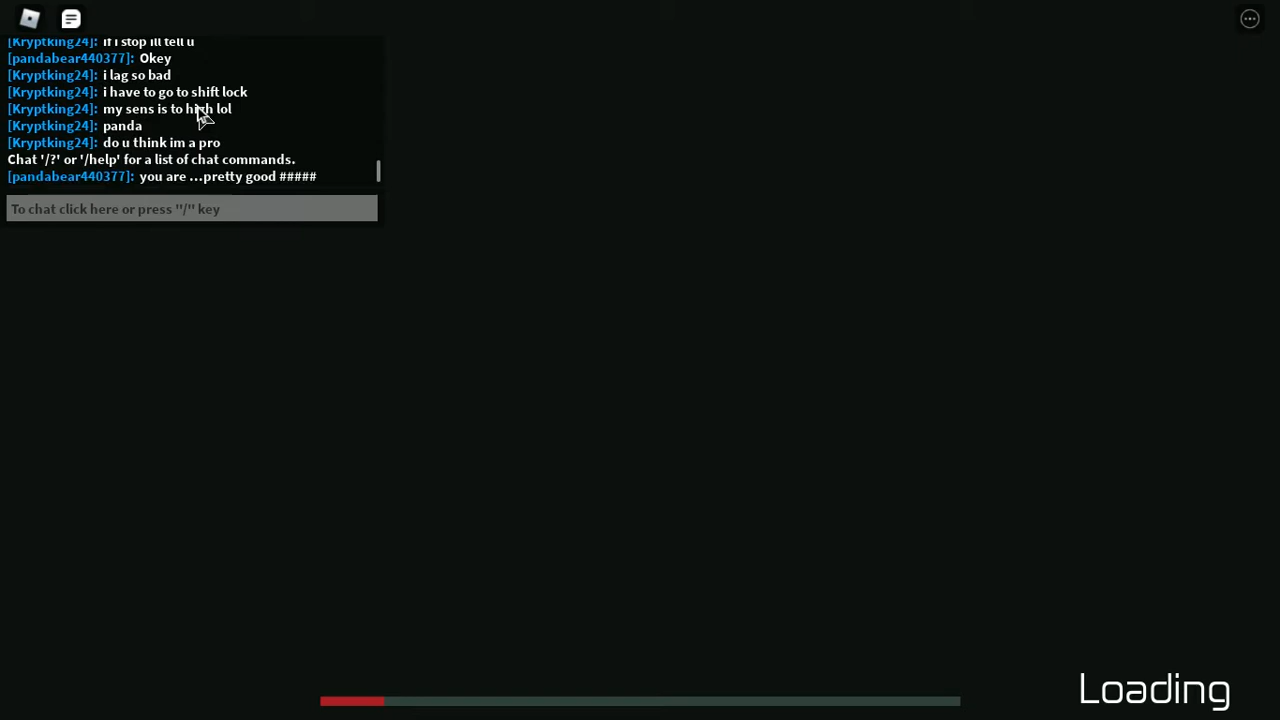 [Kryptking24]: if i stop ill tell u
[pandabear440377]: Okey
[Kryptking24]: i lag so bad
[Kryptking24]: i have to go to shift lock
[Kryptking24]: my sens is to high lol
[Kryptking24]: panda
[Kryptking24]: do u think im a pro
Chat '/?' or '/help' for a list of chat commands.
[pandabear440377]: you are ...pretty good #####
To chat click here or press "/" key
Loading